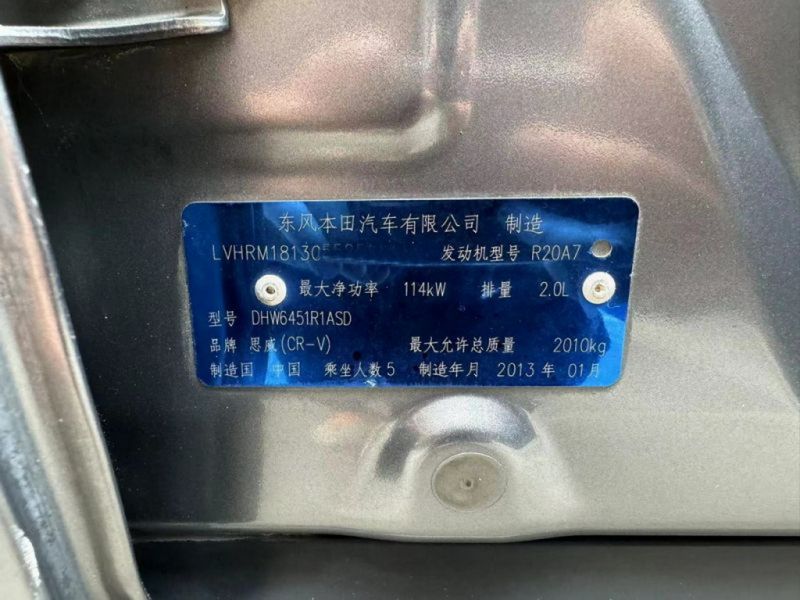 东风本田汽车有限公司 制造
LVHRM18130 发动机型号 R20A7
最大净功率 114kW 排量 2.0L
型号 DHW6451R1ASD
品牌 思威(CR-V) 最大允许总质量 2010kg
制造国 中国 乘坐人数 5 制造年月 2013 年 01 月